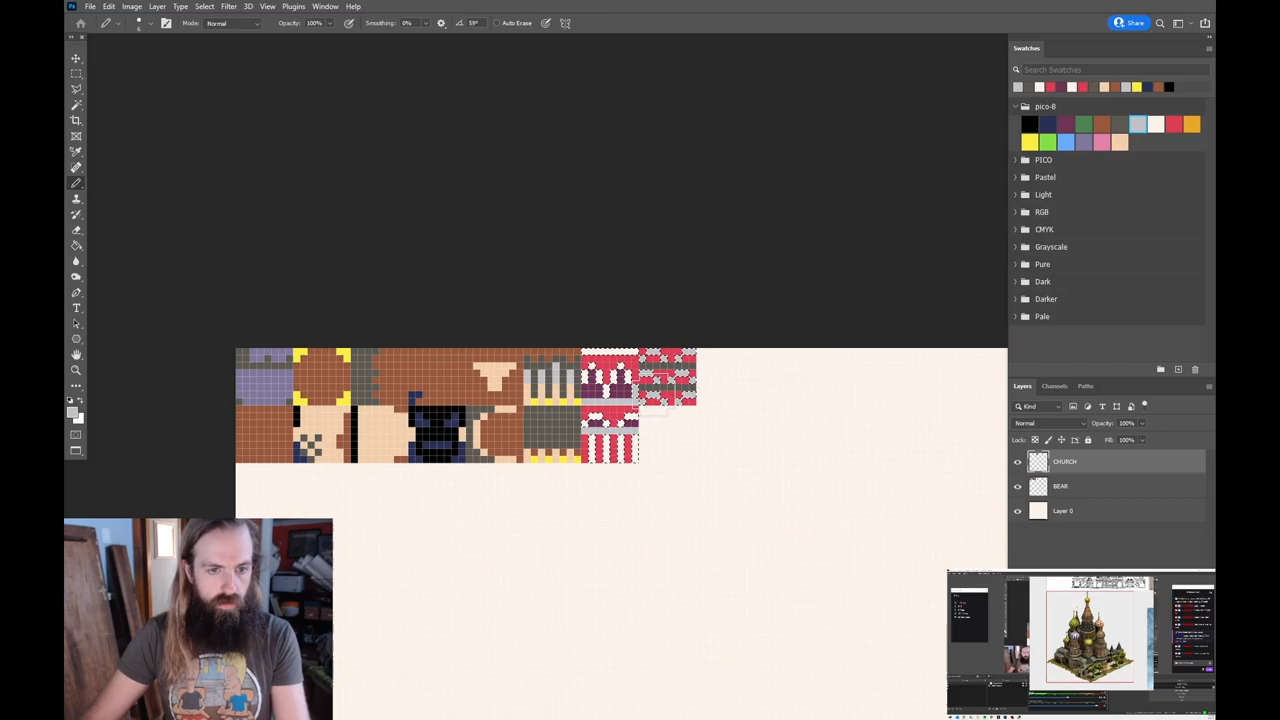 File Edit Image Layer Type Select Filter 3D View Plugins Window Help
6 Mode: Normal Opacity: 100% Smoothing: 0% 59° Auto Erase Share
Swatches
Search Swatches
pico-8
PICO
Pastel
Light
RGB
CMYK
Grayscale
Pure
Dark
Darker
Pale
Layers Channels Paths
Kind
Normal Opacity: 100%
Lock: Fill: 100%
CHURCH
BEAR
Layer 0